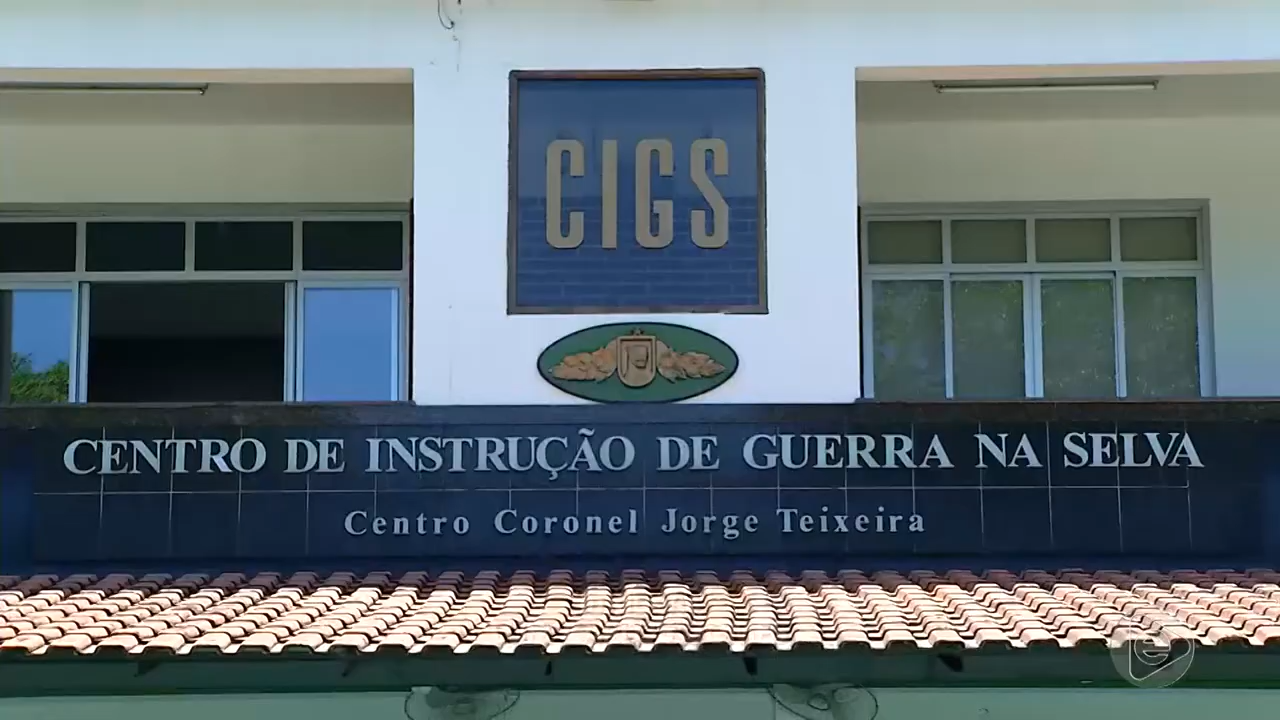 CIGS
CENTRO DE INSTRUÇÃO DE GUERRA NA SELVA
Centro Coronel Jorge Teixeira